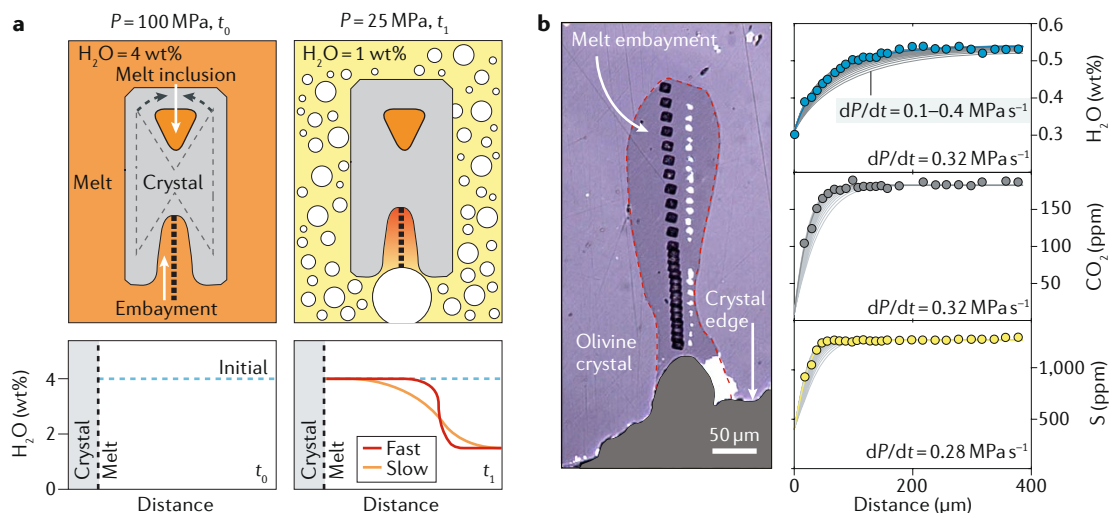 a
P = 100 MPa, t0
P = 25 MPa, t1
H2O = 4 wt%
Melt inclusion
Melt
Crystal
Embayment
H2O = 1 wt%
H2O (wt%)
4
2
0
Initial
Crystal
Melt
t0
Distance
Crystal
Melt
Fast
Slow
t1
Distance
b
Melt embayment
Crystal
edge
Olivine
crystal
50 µm
0.6
0.5
0.4
0.3
H2O (wt%)
dP/dt = 0.1–0.4 MPa s−1
dP/dt = 0.32 MPa s−1
150
100
50
CO2 (ppm)
dP/dt = 0.32 MPa s−1
1,000
500
S (ppm)
dP/dt = 0.28 MPa s−1
0
200
400
Distance (µm)